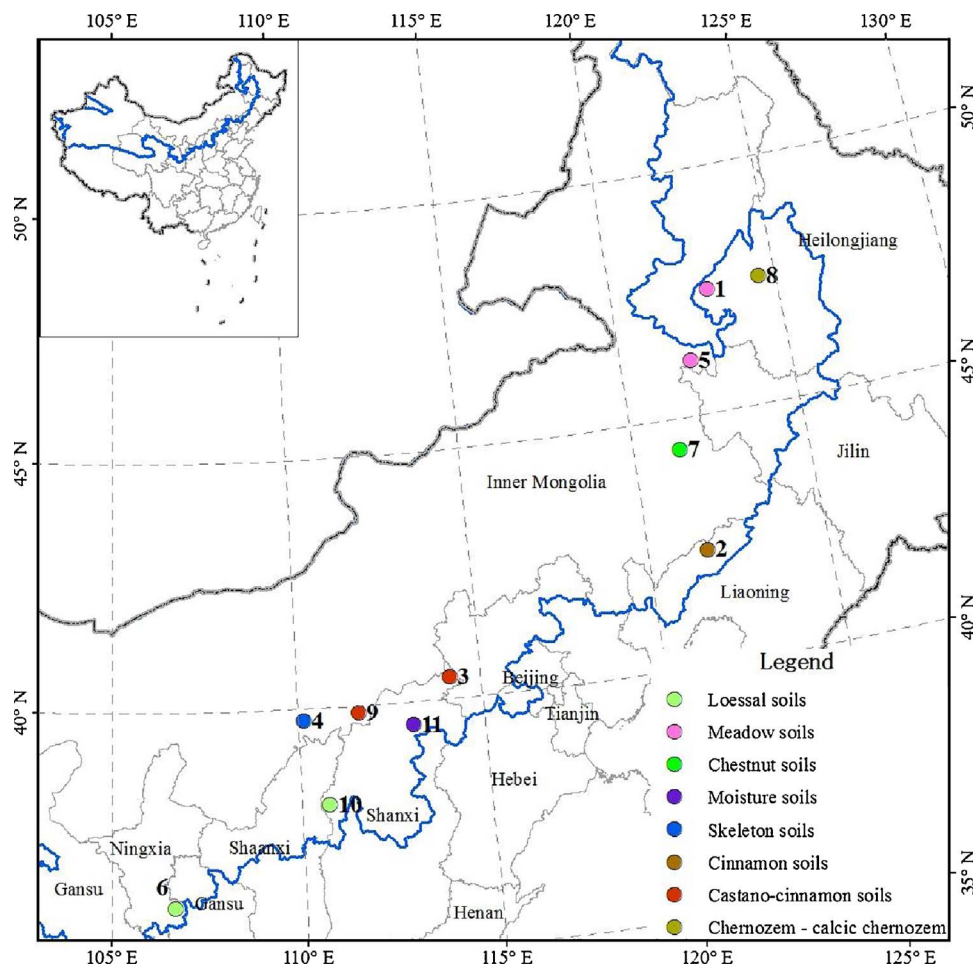 105° E 110° E 115° E 120° E 125° E 130° E
50° N
50° N
Heilongjiang
1
8
5
45° N
45° N
7
Jilin
Inner Mongolia
2
Liaoning
40° N
3
Beijing
Legend
40° N
4
9
11
Tianjin
Loessal soils
Meadow soils
Chestnut soils
Hebei
10
Shanxi
Moisture soils
Skeleton soils
Ningxia
Shaanxi
Cinnamon soils
35° N
Gansu
6
Gansu
Castano-cinnamon soils
Henan
Chernozem - calcic chernozem
105° E 110° E 115° E 120° E 125° E